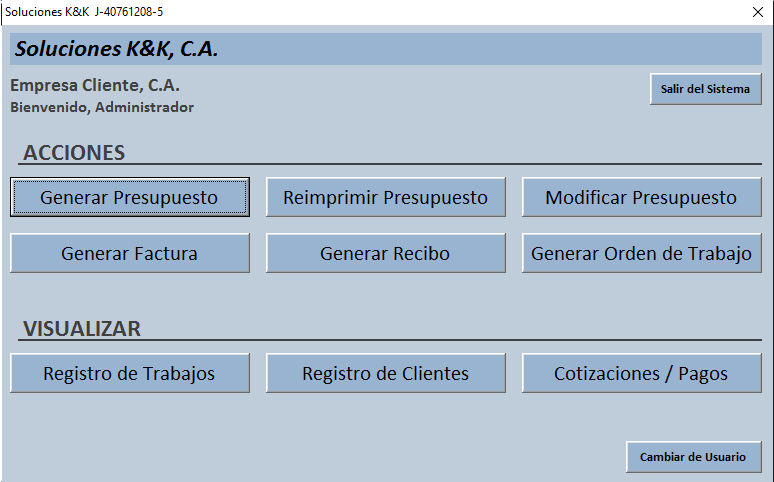 Soluciones K&K J-40761208-5
Soluciones K&K, C.A.
Empresa Cliente, C.A.
Bienvenido, Administrador
Salir del Sistema
ACCIONES
Generar Presupuesto
Reimprimir Presupuesto
Modificar Presupuesto
Generar Factura
Generar Recibo
Generar Orden de Trabajo
VISUALIZAR
Registro de Trabajos
Registro de Clientes
Cotizaciones / Pagos
Cambiar de Usuario